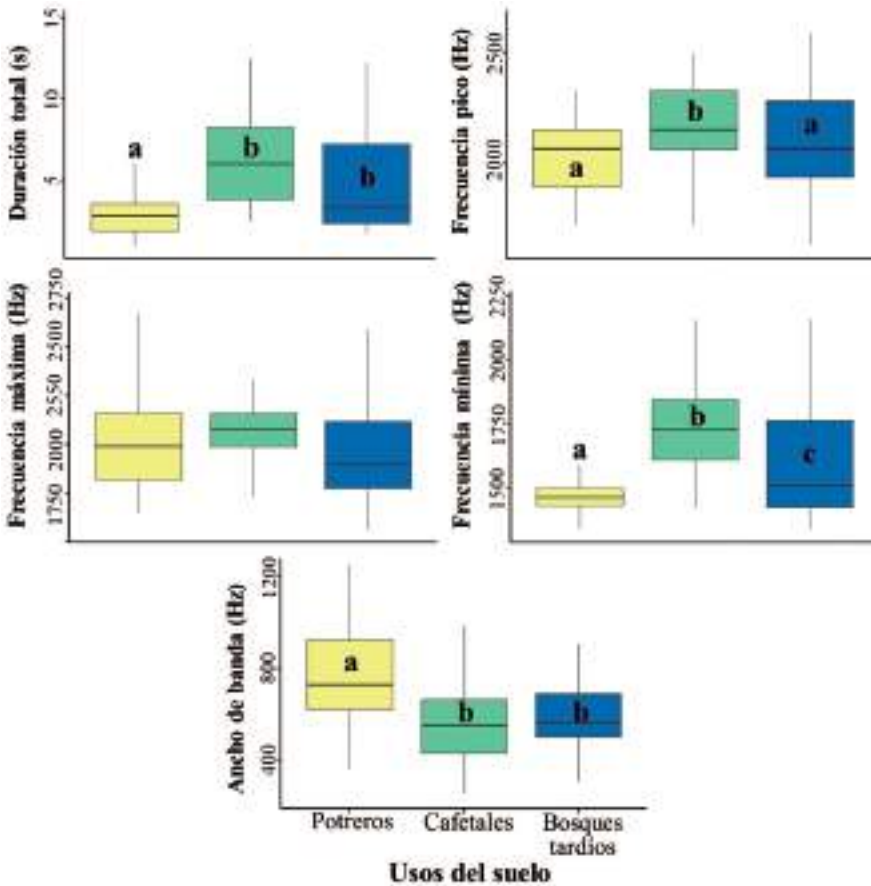 Duración total (s)
15
10
5
a
b
b
Frecuencia pico (Hz)
2500
2000
a
b
a
Frecuencia máxima (Hz)
2750
2500
2000
1750
Frecuencia mínima (Hz)
2250
2000
1750
1500
a
b
c
Ancho de banda (Hz)
1200
800
400
a
b
b
Potreros
Cafetales
Bosques
tardíos
Usos del suelo